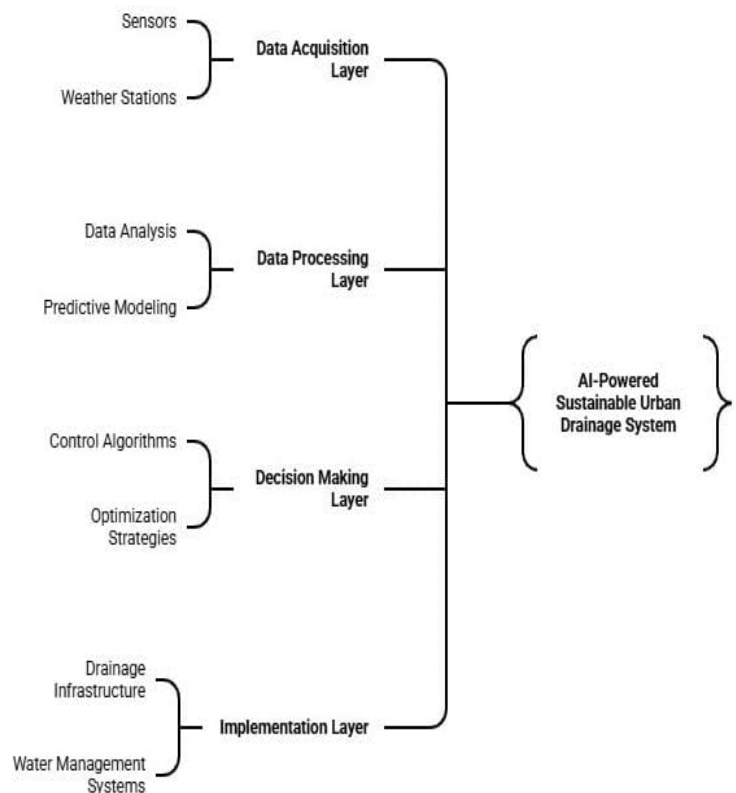 Sensors
Data Acquisition
Layer
Weather Stations
Data Analysis
Data Processing
Layer
Predictive Modeling
AI-Powered
Sustainable Urban
Drainage System
Control Algorithms
Decision Making
Layer
Optimization
Strategies
Drainage
Infrastructure
Implementation Layer
Water Management
Systems